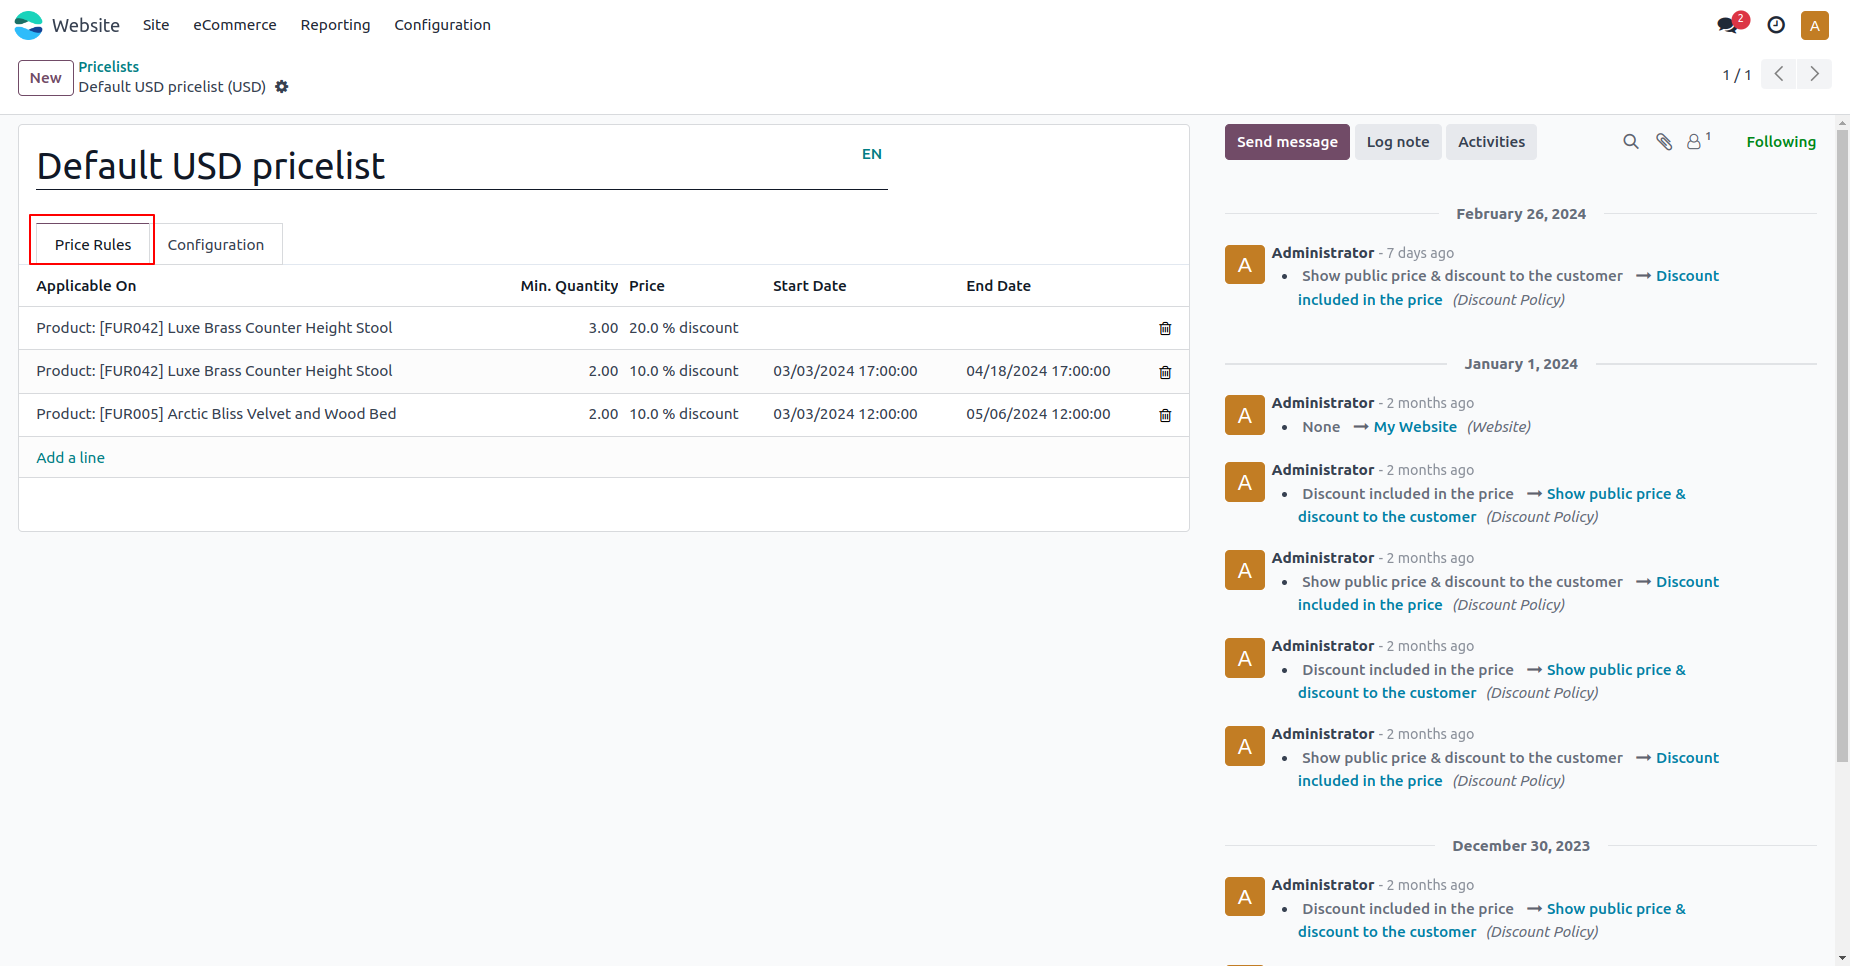 Website Site eCommerce Reporting Configuration 2 A
New Pricelists
Default USD pricelist (USD) 1 / 1
Default USD pricelist EN
Price Rules Configuration
Applicable On Min. Quantity Price Start Date End Date
Product: [FUR042] Luxe Brass Counter Height Stool 3.00 20.0 % discount
Product: [FUR042] Luxe Brass Counter Height Stool 2.00 10.0 % discount 03/03/2024 17:00:00 04/18/2024 17:00:00
Product: [FUR005] Arctic Bliss Velvet and Wood Bed 2.00 10.0 % discount 03/03/2024 12:00:00 05/06/2024 12:00:00
Add a line
Send message Log note Activities 1 Following
February 26, 2024
A Administrator - 7 days ago
• Show public price & discount to the customer → Discount
included in the price (Discount Policy)
January 1, 2024
A Administrator - 2 months ago
• None → My Website (Website)
A Administrator - 2 months ago
• Discount included in the price → Show public price &
discount to the customer (Discount Policy)
A Administrator - 2 months ago
• Show public price & discount to the customer → Discount
included in the price (Discount Policy)
A Administrator - 2 months ago
• Discount included in the price → Show public price &
discount to the customer (Discount Policy)
A Administrator - 2 months ago
• Show public price & discount to the customer → Discount
included in the price (Discount Policy)
December 30, 2023
A Administrator - 2 months ago
• Discount included in the price → Show public price &
discount to the customer (Discount Policy)